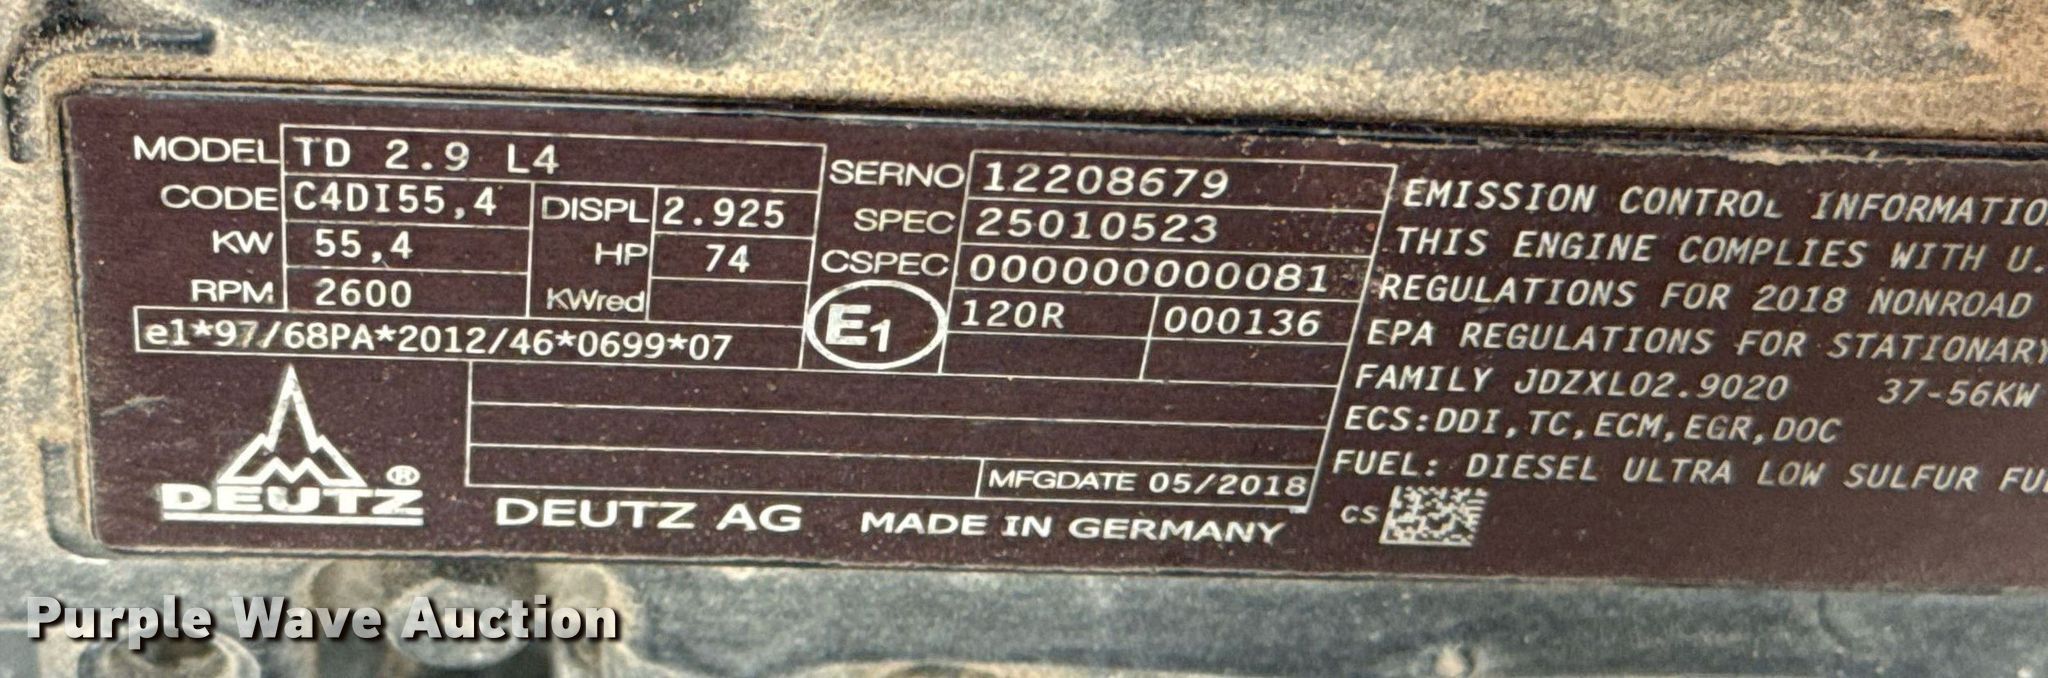 MODEL TD 2.9 L4
CODE C4DI55,4 DISPL 2.925
KW 55,4 HP 74
RPM 2600 KWred
e1*97/68PA*2012/46*0699*07
SERNO 12208679
SPEC 25010523
CSPEC 000000000081
E1 120R 000136
MFGDATE 05/2018
DEUTZ ®
DEUTZ AG MADE IN GERMANY
EMISSION CONTROL INFORMATIO
THIS ENGINE COMPLIES WITH U.
REGULATIONS FOR 2018 NONROAD
EPA REGULATIONS FOR STATIONARY
FAMILY JDZXL02.9020 37-56KW
ECS:DDI,TC,ECM,EGR,DOC
FUEL: DIESEL ULTRA LOW SULFUR FU
CS
Purple Wave Auction